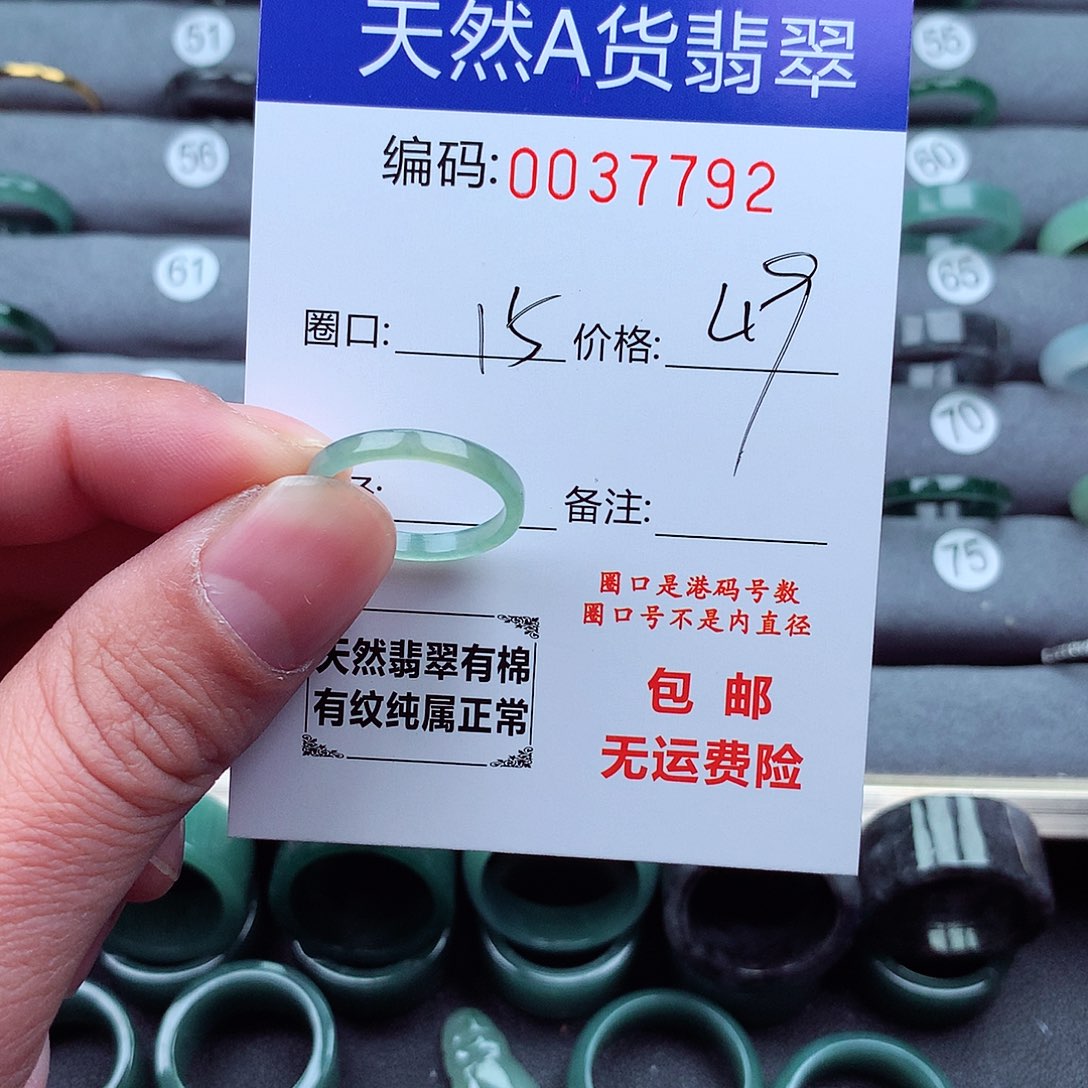 51
55
天然A货翡翠
编码:0037792
56
60
61
65
圈口: 15 价格: 49
70
备注:
75
圈口是港码号数
圈口号不是内直径
天然翡翠有棉
有纹纯属正常
包邮
无运费险